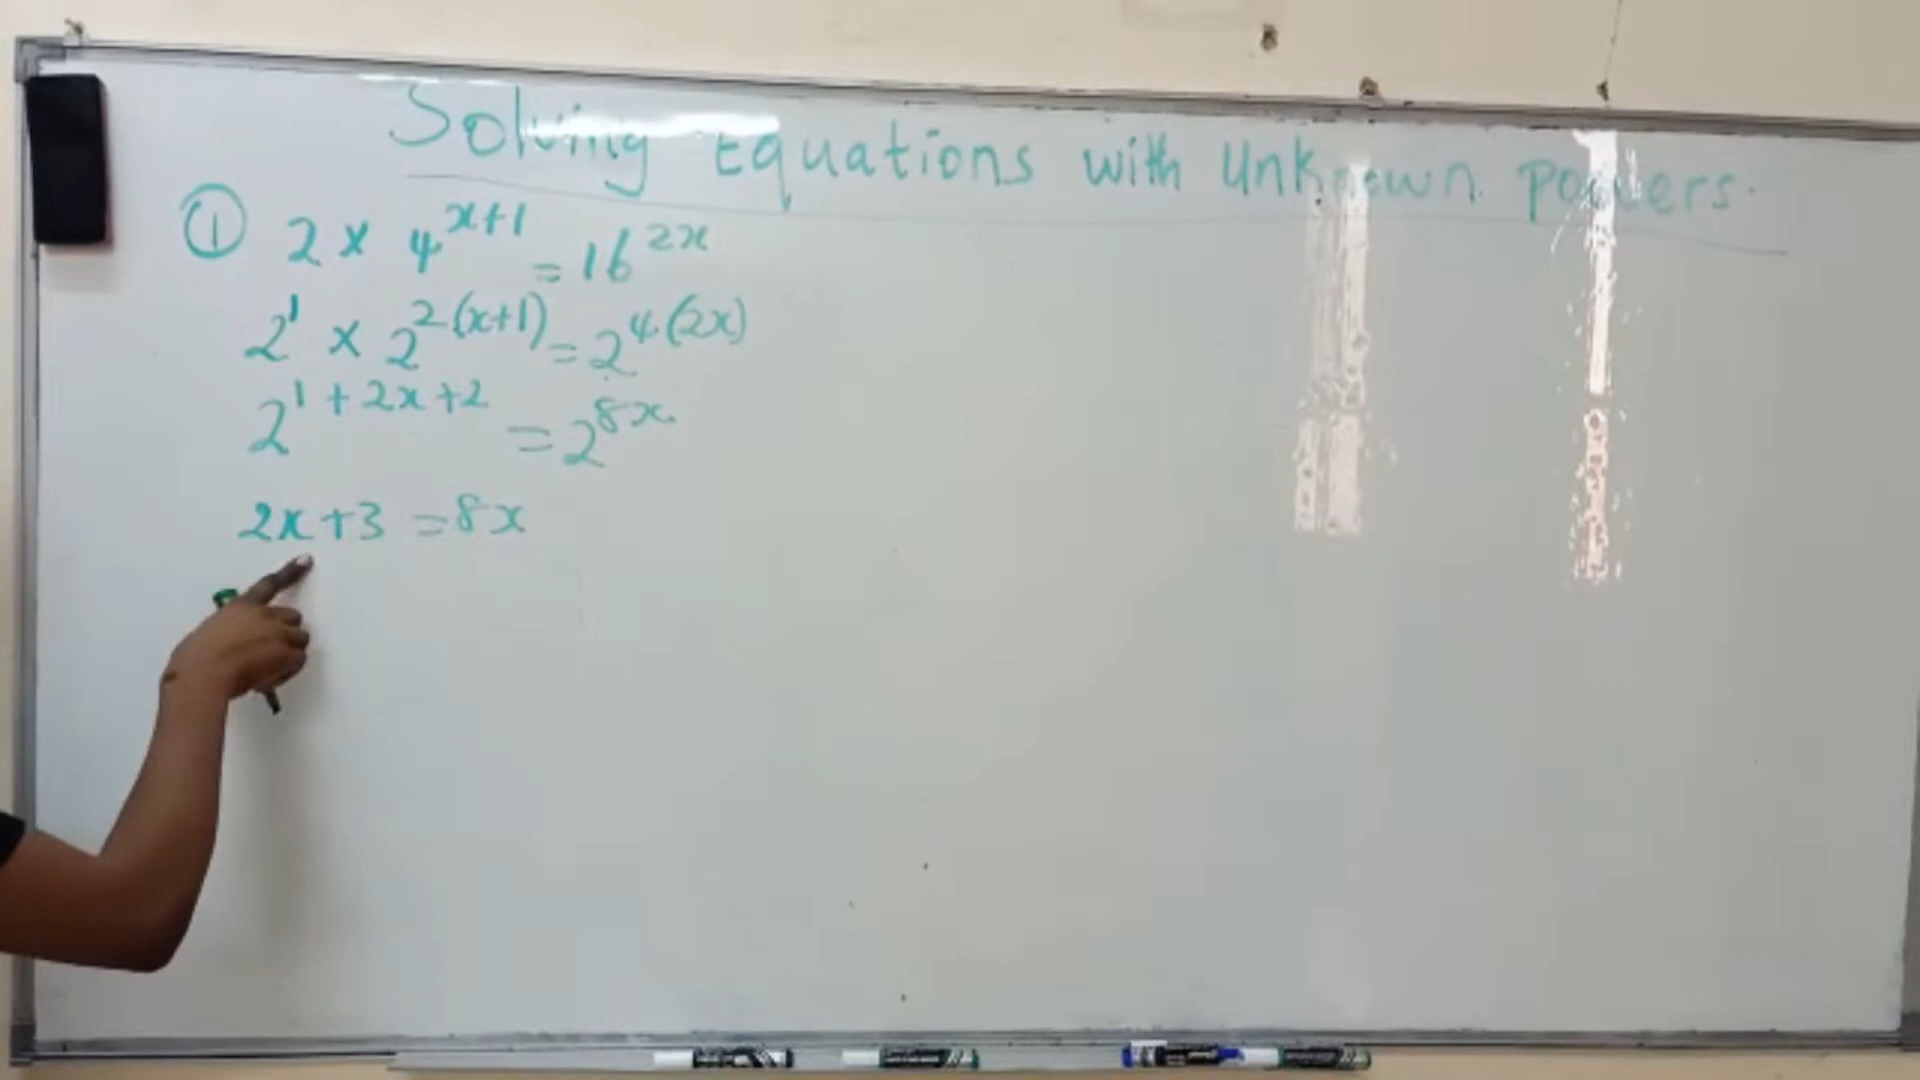 Solving Equations with Unknown powers.
① 2 × 4^{x+1} = 16^{2x}
2^{1} × 2^{2(x+1)} = 2^{4(2x)}
2^{1+2x+2} = 2^{8x}
2x+3 = 8x